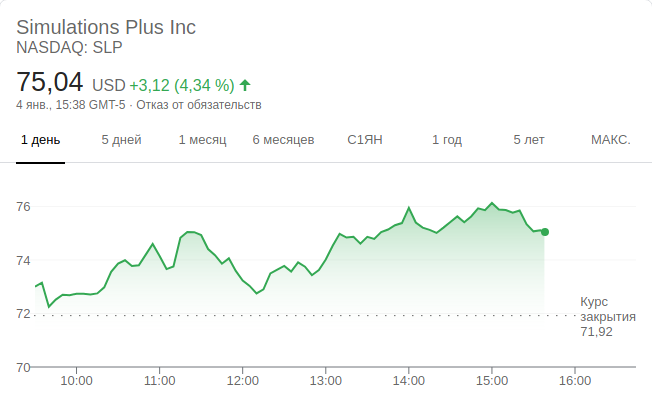 Simulations Plus Inc
NASDAQ: SLP
75,04 USD +3,12 (4,34 %)
4 янв., 15:38 GMT-5 · Отказ от обязательств
1 день 5 дней 1 месяц 6 месяцев С1ЯН 1 год 5 лет МАКС.
76
74
72
70
Курс
закрытия
71,92
10:00 11:00 12:00 13:00 14:00 15:00 16:00